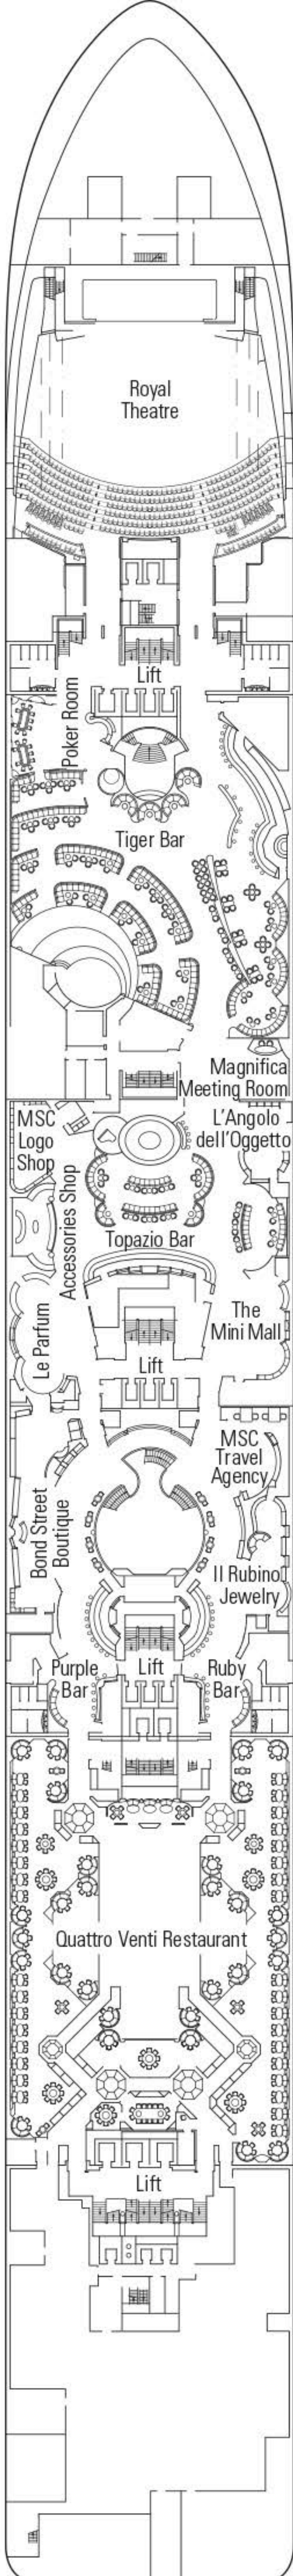 Royal
Theatre
Lift
Poker Room
Tiger Bar
Magnifica
Meeting Room
MSC
Logo
Shop
L'Angolo
dell'Oggetto
Accessories Shop
Topazio Bar
Le Parfum
The
Mini Mall
Lift
MSC
Travel
Agency
Bond Street
Boutique
Il Rubino
Jewelry
Purple
Bar
Lift
Ruby
Bar
Quattro Venti Restaurant
Lift